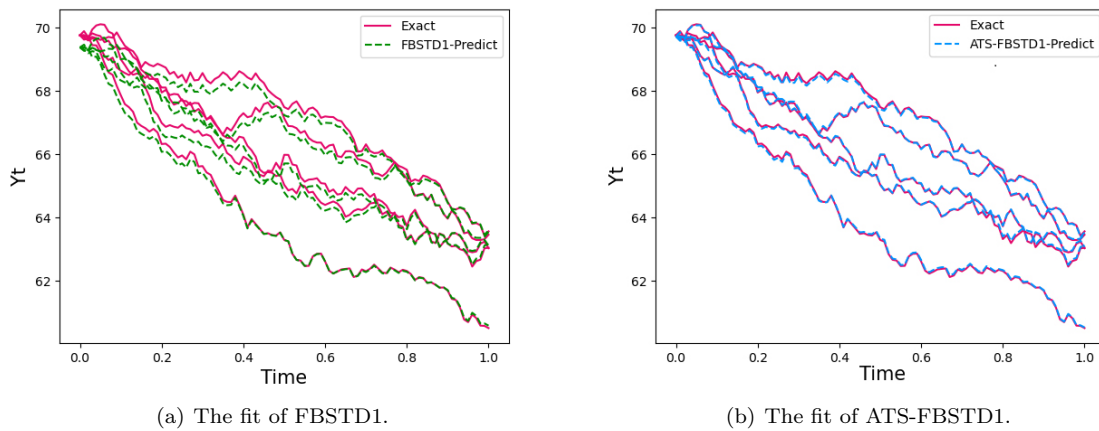 70
68
66
64
62
Yt
0.0 0.2 0.4 0.6 0.8 1.0
Time
Exact
FBSTD1-Predict
(a) The fit of FBSTD1.
70
68
66
64
62
Yt
0.0 0.2 0.4 0.6 0.8 1.0
Time
Exact
ATS-FBSTD1-Predict
(b) The fit of ATS-FBSTD1.